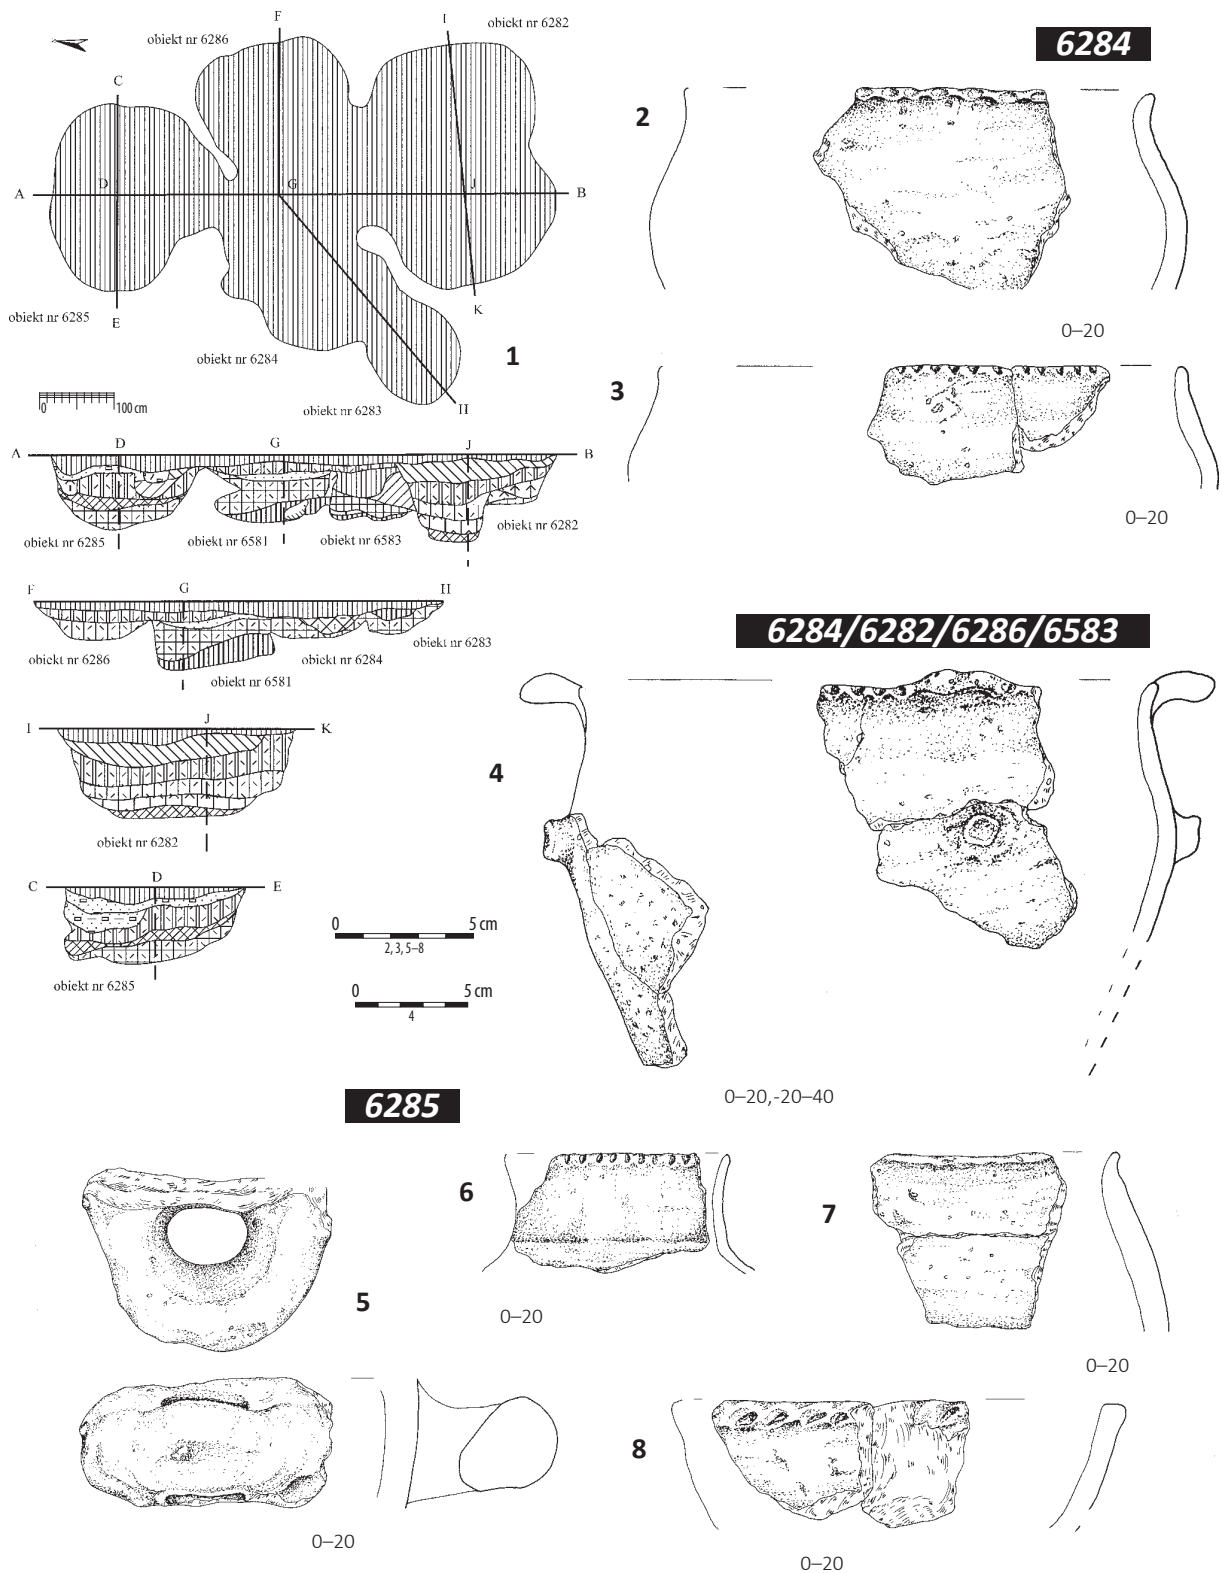 F
I
obiekt nr 6286
obiekt nr 6282
6284
C
2
A
D
G
J
B
K
obiekt nr 6285
E
0–20
obiekt nr 6284
1
3
0
100 cm
obiekt nr 6283
H
A
D
G
J
B
0–20
obiekt nr 6285
obiekt nr 6581
obiekt nr 6583
obiekt nr 6282
F
G
H
6284/6282/6286/6583
obiekt nr 6286
obiekt nr 6284
obiekt nr 6283
obiekt nr 6581
I
J
K
4
obiekt nr 6282
C
D
E
0 5 cm
2, 3, 5–8
obiekt nr 6285
0 5 cm
4
0–20,-20–40
6285
6
7
5
0–20
0–20
8
0–20
0–20